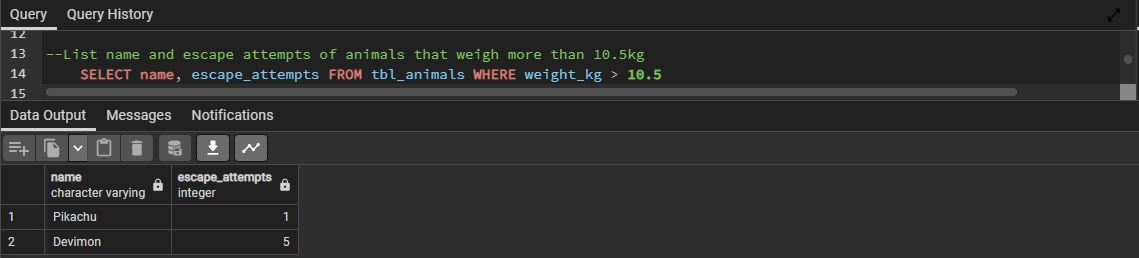 Query Query History
12
13 --List name and escape attempts of animals that weigh more than 10.5kg
14 SELECT name, escape_attempts FROM tbl_animals WHERE weight_kg > 10.5
15
Data Output Messages Notifications
name escape_attempts
character varying integer
1 Pikachu 1
2 Devimon 5